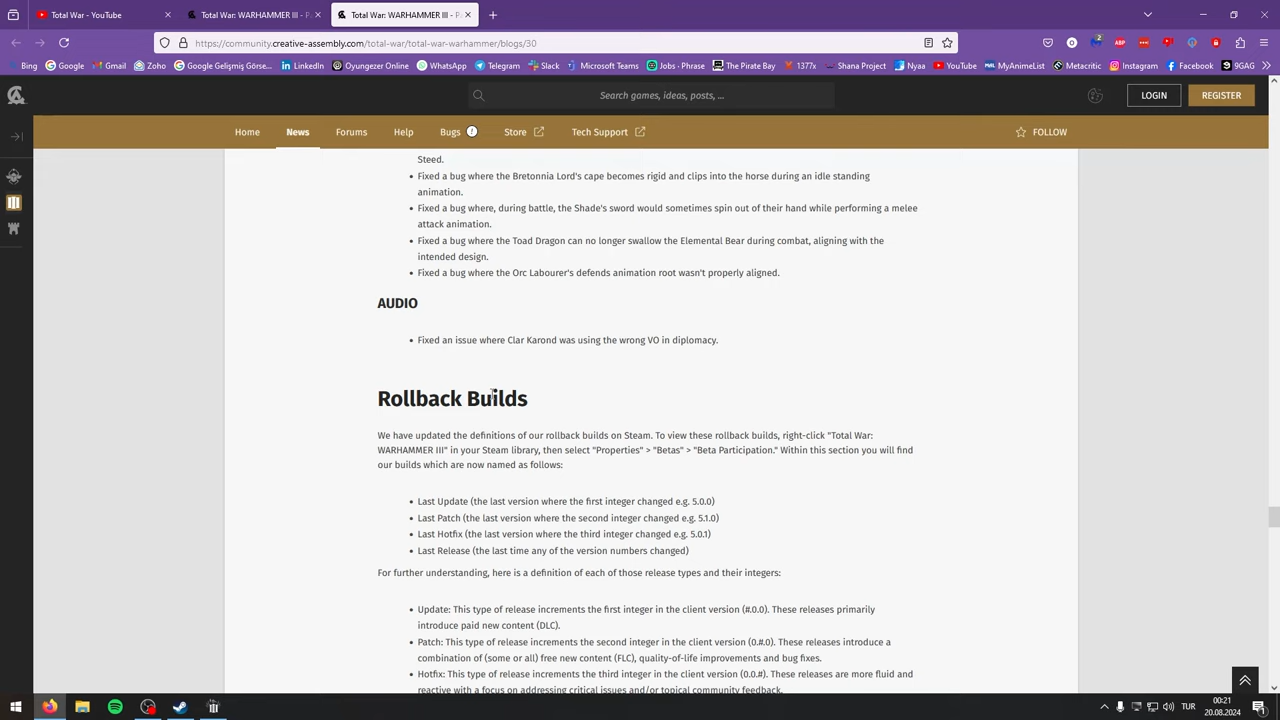 Total War - YouTube
Total War: WARHAMMER III - Pa
Total War: WARHAMMER III - Pa
https://community.creative-assembly.com/total-war/total-war-warhammer/blogs/30
Bing
Google
Gmail
Zoho
Google Gelişmiş Görse...
LinkedIn
Oyungezer Online
WhatsApp
Telegram
Slack
Microsoft Teams
Jobs · Phrase
The Pirate Bay
1377x
Shana Project
Nyaa
YouTube
MyAnimeList
Metacritic
Instagram
Facebook
9GAG
Search games, ideas, posts, ...
LOGIN
REGISTER
Home
News
Forums
Help
Bugs
Store
Tech Support
FOLLOW
Steed.
• Fixed a bug where the Bretonnia Lord's cape becomes rigid and clips into the horse during an idle standing
animation.
• Fixed a bug where, during battle, the Shade's sword would sometimes spin out of their hand while performing a melee
attack animation.
• Fixed a bug where the Toad Dragon can no longer swallow the Elemental Bear during combat, aligning with the
intended design.
• Fixed a bug where the Orc Labourer's defends animation root wasn't properly aligned.
AUDIO
• Fixed an issue where Clar Karond was using the wrong VO in diplomacy.
Rollback Builds
We have updated the definitions of our rollback builds on Steam. To view these rollback builds, right-click "Total War:
WARHAMMER III" in your Steam library, then select "Properties" > "Betas" > "Beta Participation." Within this section you will find
our builds which are now named as follows:
• Last Update (the last version where the first integer changed e.g. 5.0.0)
• Last Patch (the last version where the second integer changed e.g. 5.1.0)
• Last Hotfix (the last version where the third integer changed e.g. 5.0.1)
• Last Release (the last time any of the version numbers changed)
For further understanding, here is a definition of each of those release types and their integers:
• Update: This type of release increments the first integer in the client version (#.0.0). These releases primarily
introduce paid new content (DLC).
• Patch: This type of release increments the second integer in the client version (0.#.0). These releases introduce a
combination of (some or all) free new content (FLC), quality-of-life improvements and bug fixes.
• Hotfix: This type of release increments the third integer in the client version (0.0.#). These releases are more fluid and
reactive with a focus on addressing critical issues and/or topical community feedback.
TUR
00:21
20.08.2024